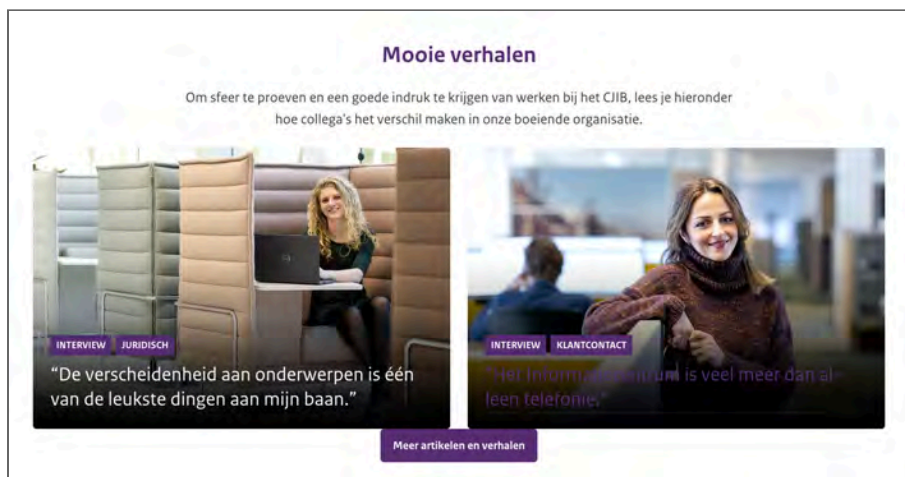 Mooie verhalen
Om sfeer te proeven en een goede indruk te krijgen van werken bij het CJIB, lees je hieronder
hoe collega's het verschil maken in onze boeiende organisatie.
INTERVIEW JURIDISCH
“De verscheidenheid aan onderwerpen is één
van de leukste dingen aan mijn baan.”
INTERVIEW KLANTCONTACT
“Het Informatiecentrum is veel meer dan al-
leen telefonie.”
Meer artikelen en verhalen